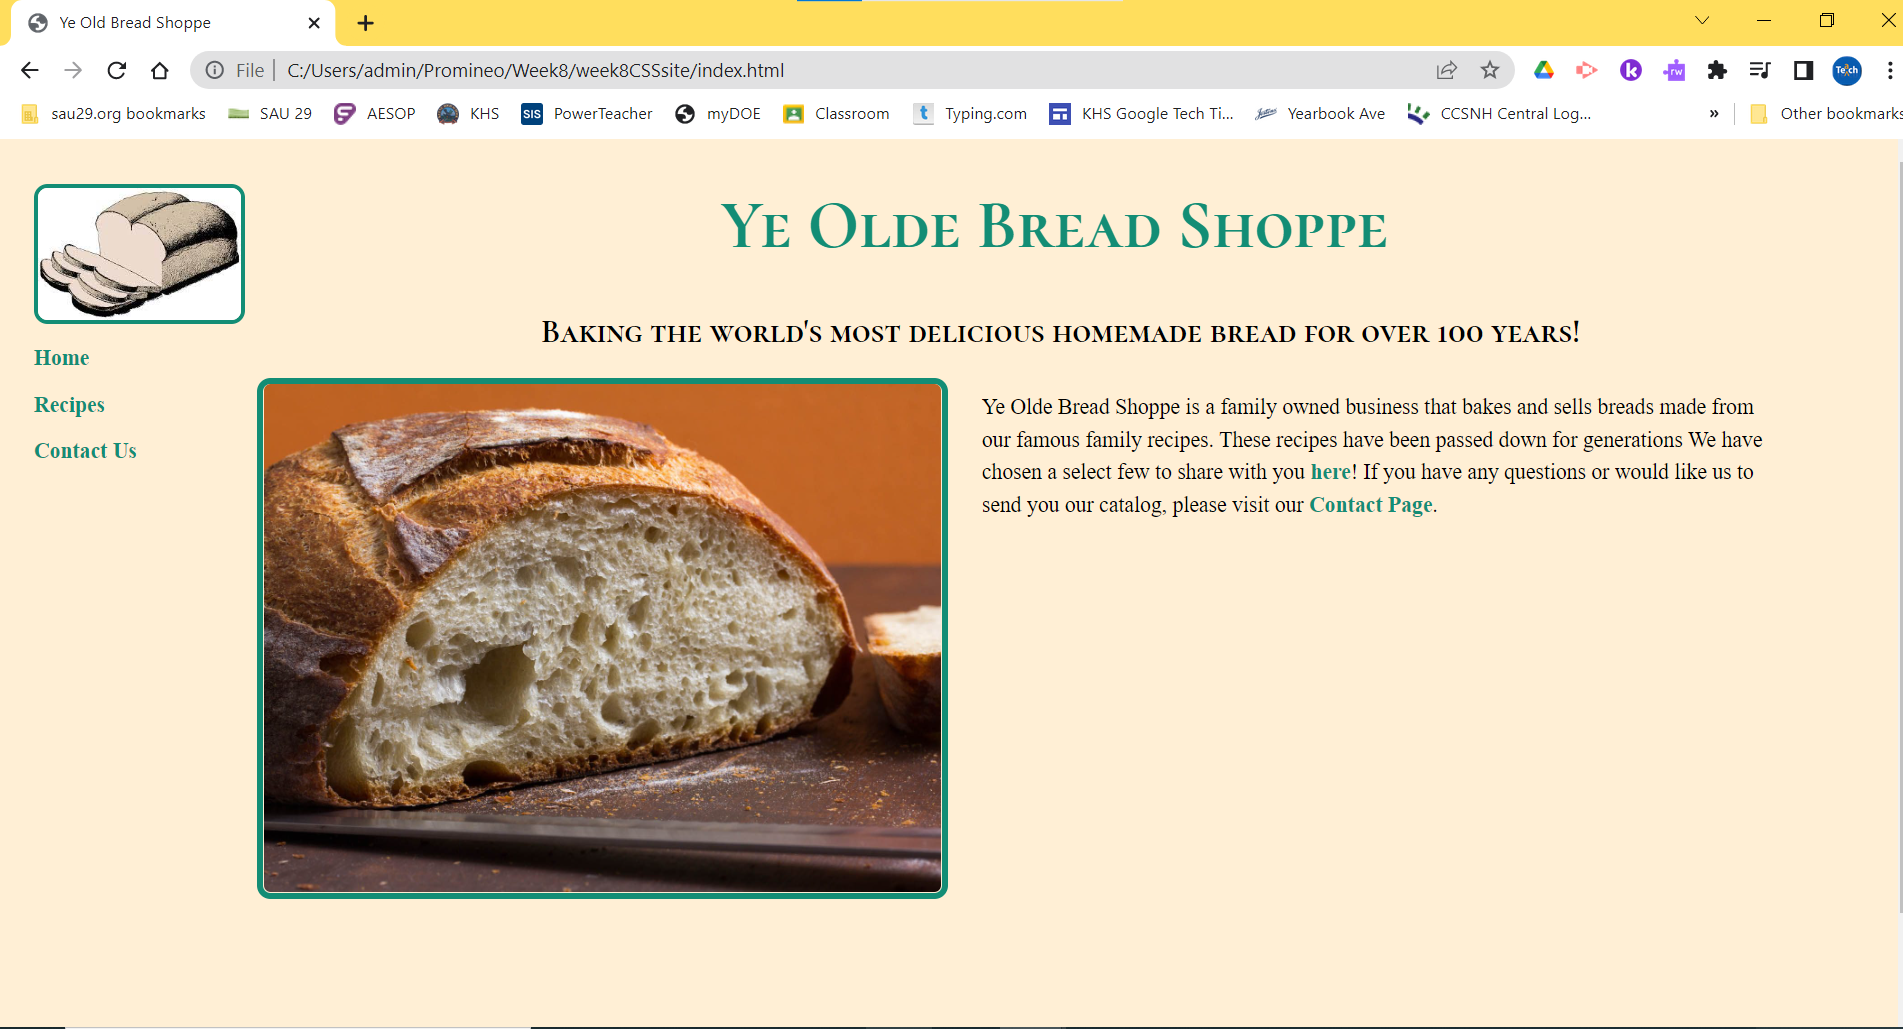 Ye Old Bread Shoppe
File
C:/Users/admin/Promineo/Week8/week8CSSsite/index.html
rw
Te ch
sau29.org bookmarks
SAU 29
AESOP
KHS
SIS
PowerTeacher
myDOE
Classroom
t
Typing.com
KHS Google Tech Ti...
Yearbook Ave
CCSNH Central Log...
»
Other bookmarks
Ye Olde Bread Shoppe
Baking the world's most delicious homemade bread for over 100 years!
Home
Recipes
Contact Us
Ye Olde Bread Shoppe is a family owned business that bakes and sells breads made from
our famous family recipes. These recipes have been passed down for generations We have
chosen a select few to share with you here! If you have any questions or would like us to
send you our catalog, please visit our Contact Page.